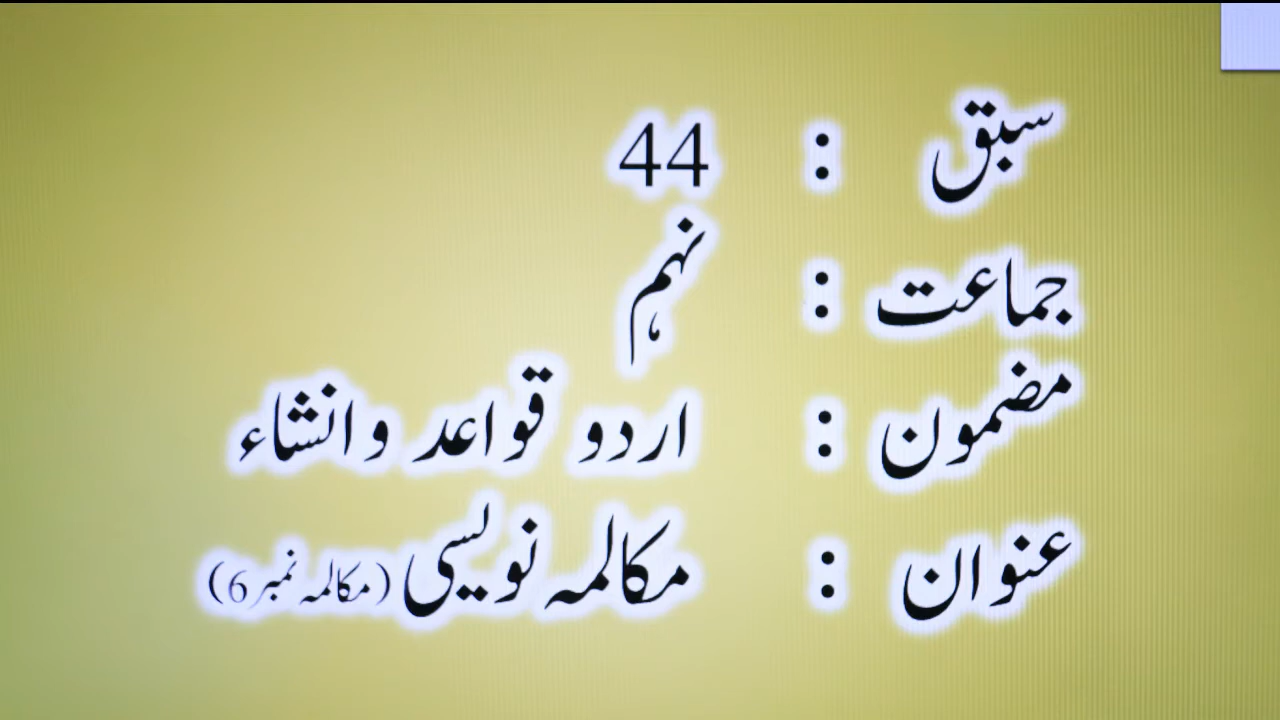 سبق : 44
جماعت : نہم
مضمون : اردو قواعد و انشاء
عنوان : مکالمہ نویسی (مکالمہ نمبر 6)